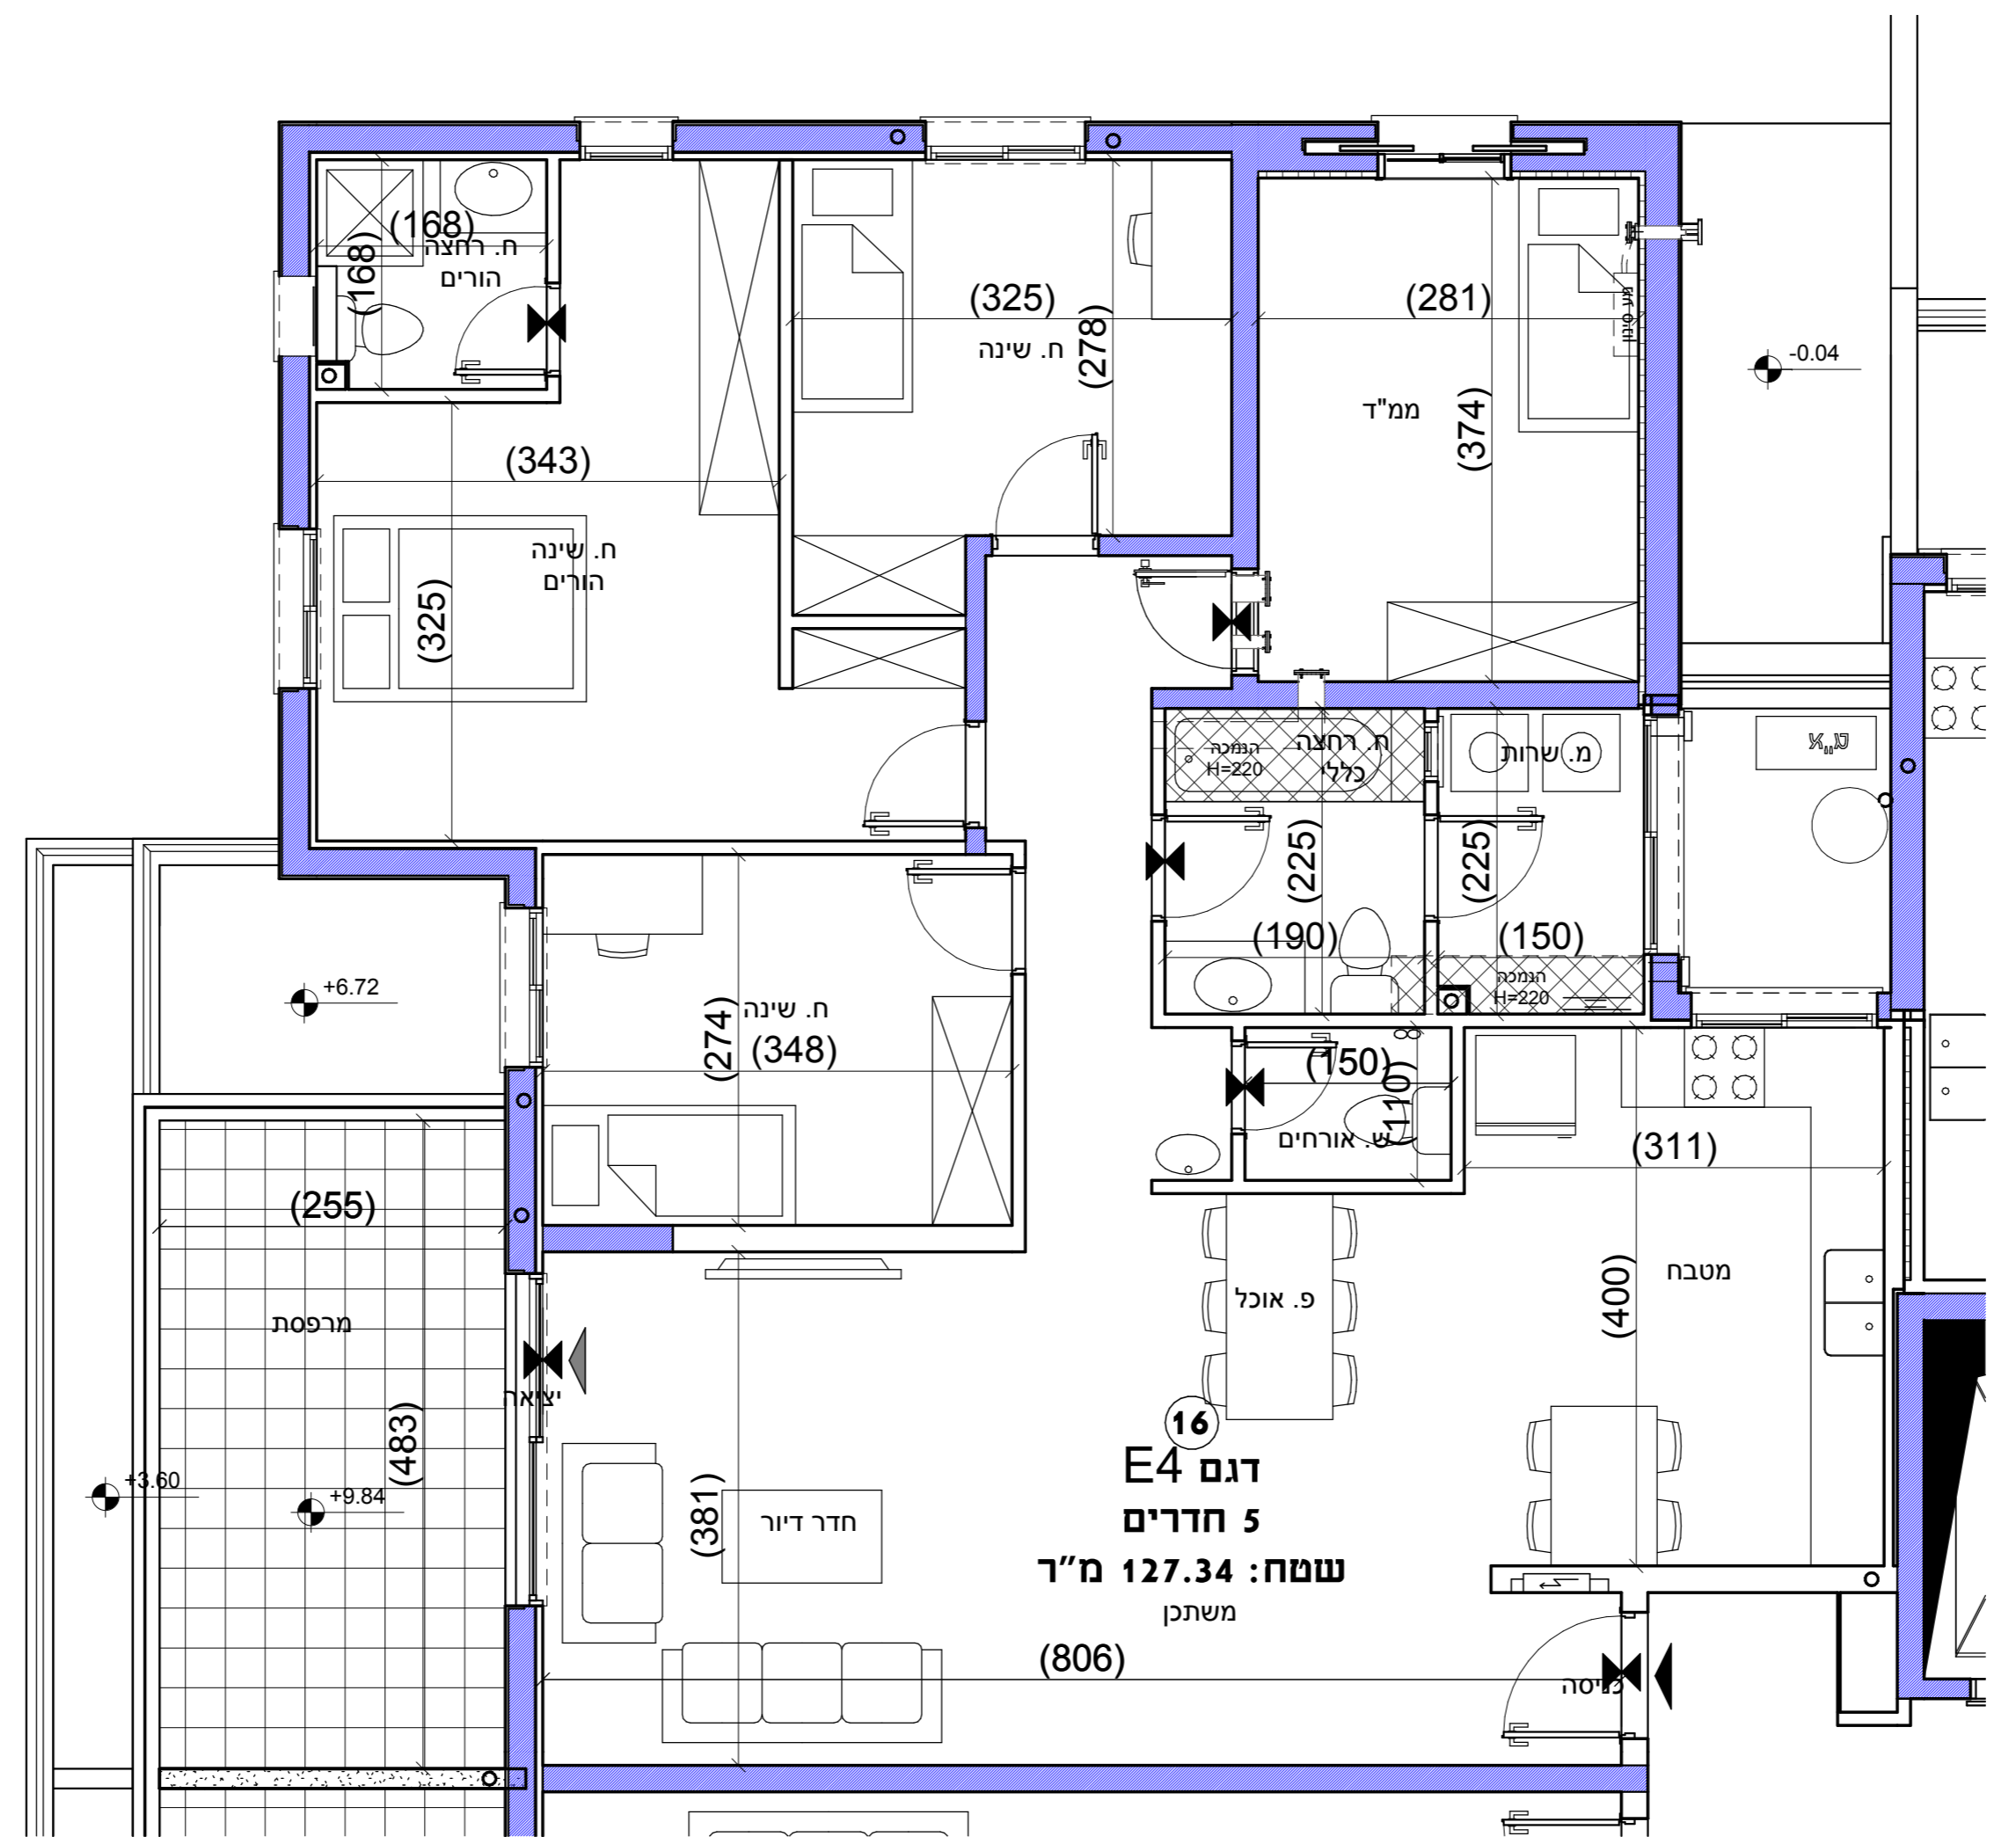 (168)
ח. רחצה
הורים
(168)
(325)
ח. שינה
(278)
(281)
ממ"ד
(374)
-0.04
(343)
ח. שינה
הורים
(325)
ח. רחצה
כללי
הנמכה
H=220
מ. שרות
(225)
(225)
(190)
(150)
הנמכה
H=220
+6.72
ח. שינה
(274)
(348)
(150)
(110)
ש. אורחים
(311)
(255)
מרפסת
(483)
יציאה
+3.60
+9.84
פ. אוכל
מטבח
(400)
16
דגם E4
5 חדרים
שטח: 127.34 מ"ר
משתכן
(381)
חדר דיור
(806)
כניסה